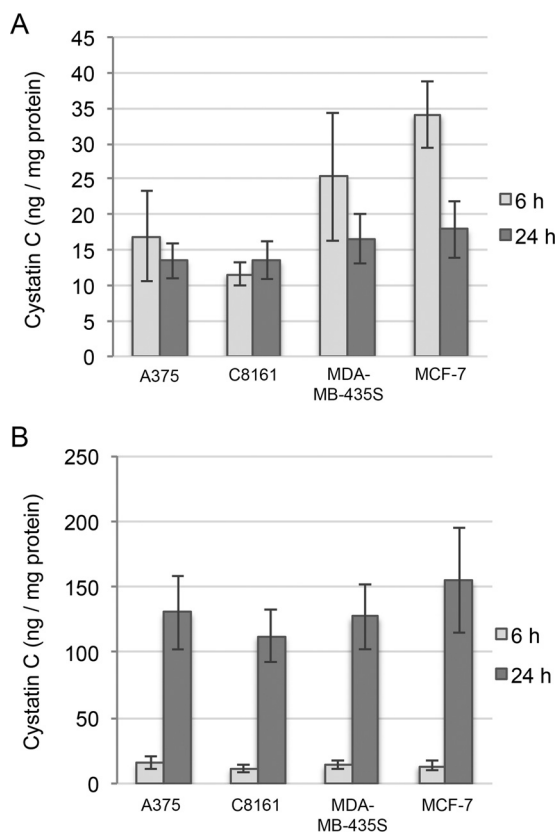 A
Cystatin C (ng / mg protein)
45
40
35
30
25
20
15
10
5
0
A375
C8161
MDA-
MB-435S
MCF-7
6 h
24 h
B
Cystatin C (ng / mg protein)
250
200
150
100
50
0
A375
C8161
MDA-
MB-435S
MCF-7
6 h
24 h